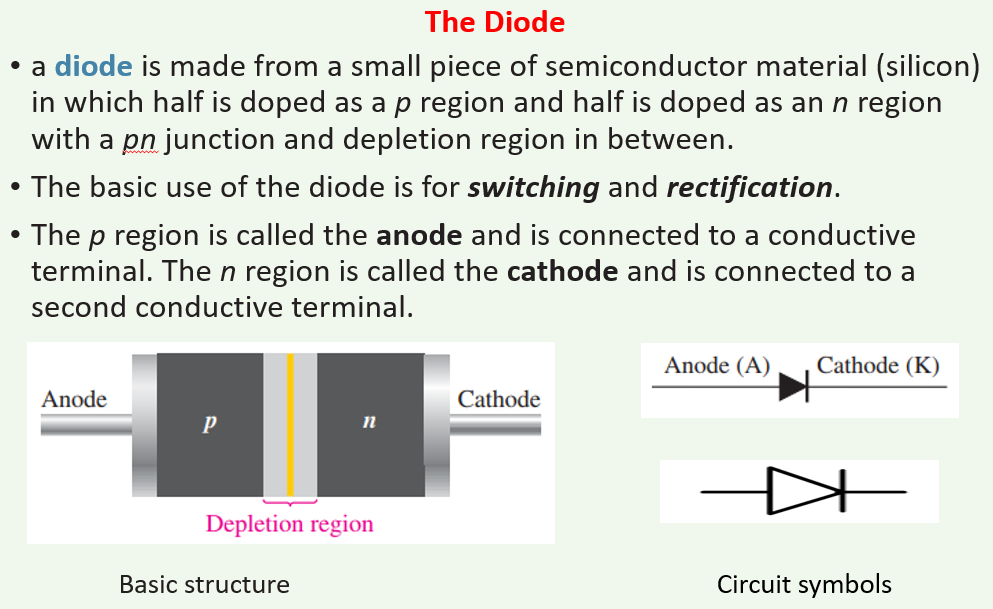 The Diode
• a diode is made from a small piece of semiconductor material (silicon)
in which half is doped as a p region and half is doped as an n region
with a pn junction and depletion region in between.
• The basic use of the diode is for switching and rectification.
• The p region is called the anode and is connected to a conductive
terminal. The n region is called the cathode and is connected to a
second conductive terminal.
Anode
p
n
Cathode
Depletion region
Basic structure
Anode (A)
Cathode (K)
Circuit symbols